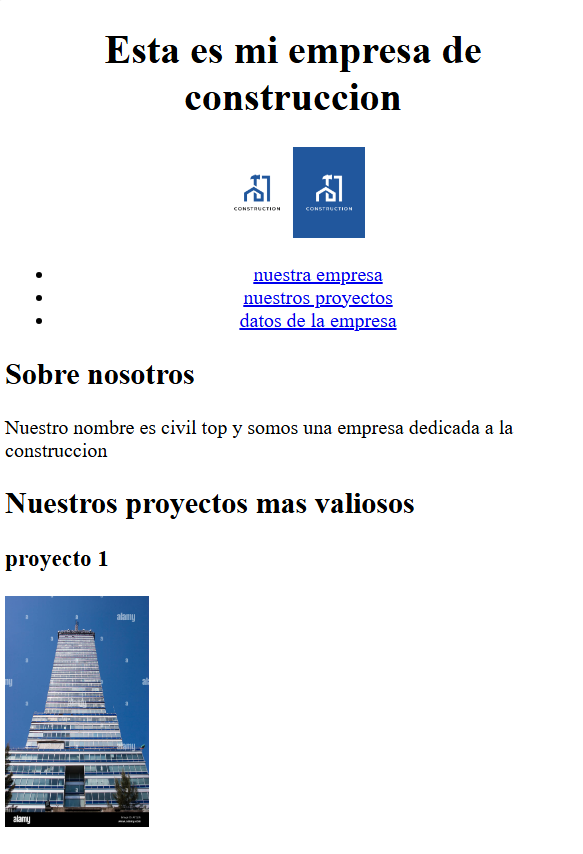 Esta es mi empresa de
construccion
CONSTRUCTION
CONSTRUCTION
nuestra empresa
nuestros proyectos
datos de la empresa
Sobre nosotros
Nuestro nombre es civil top y somos una empresa dedicada a la
construccion
Nuestros proyectos mas valiosos
proyecto 1
alamy
alamy
alamy